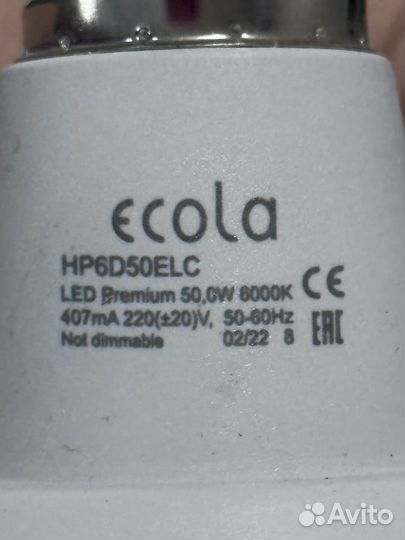 ecola
HP6D50ELC
LED Premium 50,0W 6000K CE
407mA 220(±20)V, 50-60Hz
Not dimmable 02/22 8 EAC
Avito